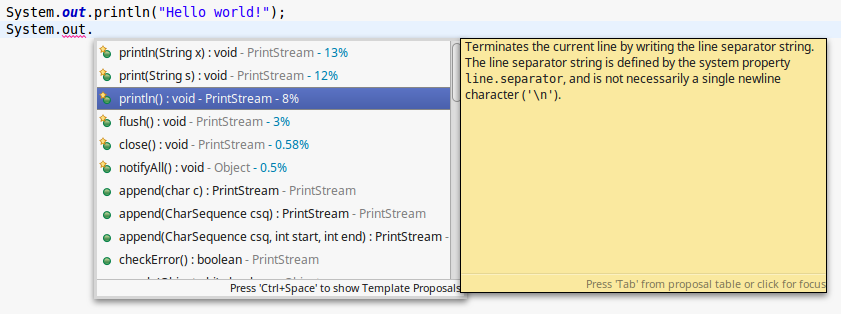 System.out.println("Hello world!");
System.out.
println(String x) : void - PrintStream - 13%
print(String s) : void - PrintStream - 12%
println() : void - PrintStream - 8%
flush() : void - PrintStream - 3%
close() : void - PrintStream - 0.58%
notifyAll() : void - Object - 0.5%
append(char c) : PrintStream - PrintStream
append(CharSequence csq) : PrintStream - PrintStream
append(CharSequence csq, int start, int end) : PrintStream -
checkError() : boolean - PrintStream
Press 'Ctrl+Space' to show Template Proposals
Terminates the current line by writing the line separator string.
The line separator string is defined by the system property
line.separator, and is not necessarily a single newline
character ('\n').
Press 'Tab' from proposal table or click for focus